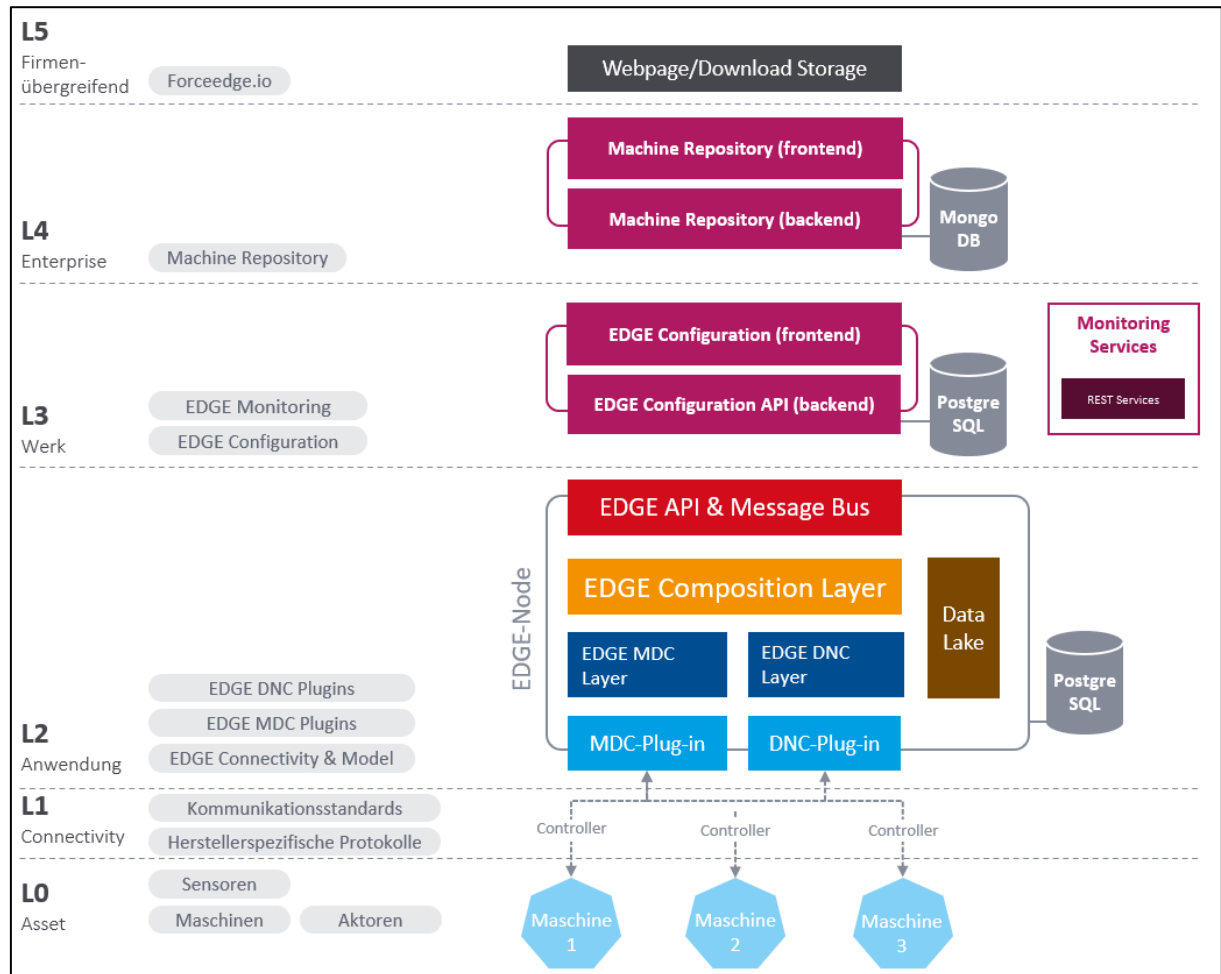 L5
Firmen-
übergreifend
Forceedge.io
Webpage/Download Storage
Machine Repository (frontend)
Machine Repository (backend)
Mongo
DB
L4
Enterprise
Machine Repository
EDGE Configuration (frontend)
EDGE Configuration API (backend)
Postgre
SQL
Monitoring
Services
REST Services
L3
Werk
EDGE Monitoring
EDGE Configuration
EDGE-Node
EDGE API & Message Bus
EDGE Composition Layer
EDGE MDC
Layer
EDGE DNC
Layer
Data
Lake
MDC-Plug-in
DNC-Plug-in
Postgre
SQL
L2
Anwendung
EDGE DNC Plugins
EDGE MDC Plugins
EDGE Connectivity & Model
L1
Connectivity
Kommunikationsstandards
Herstellerspezifische Protokolle
Controller
Controller
Controller
L0
Asset
Sensoren
Maschinen
Aktoren
Maschine
1
Maschine
2
Maschine
3